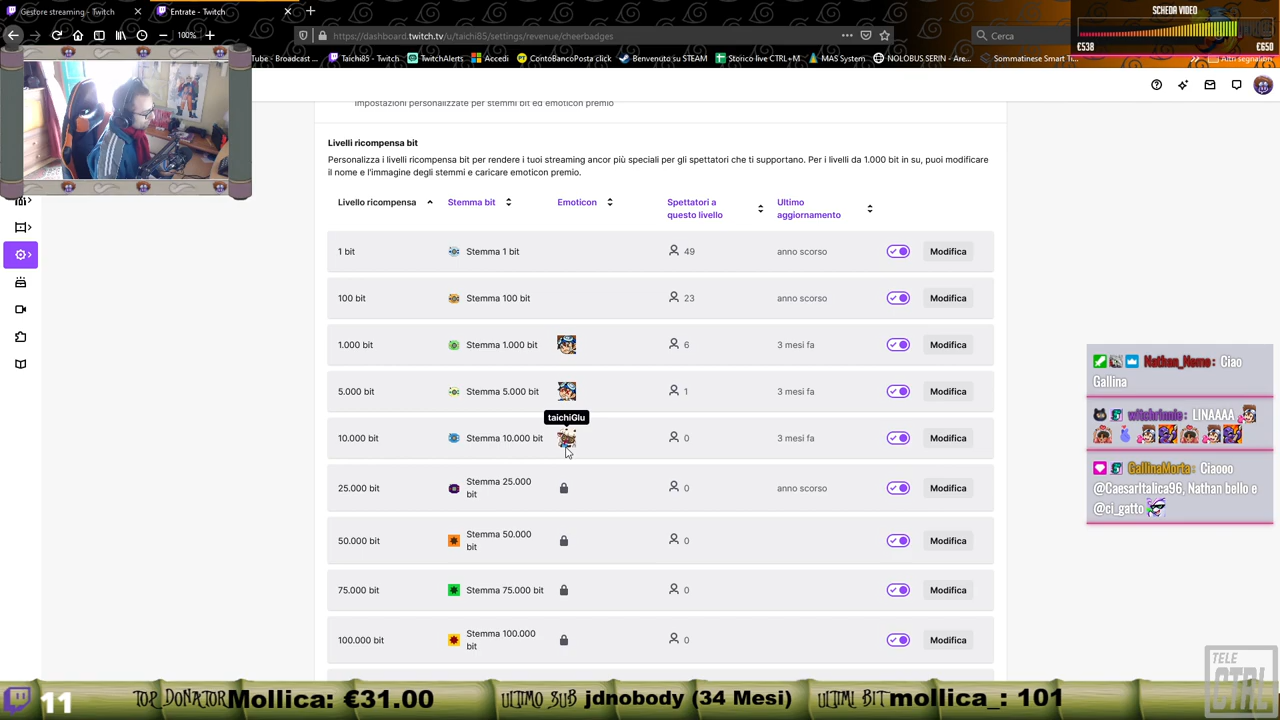 Gestore streaming - Twitch
Entrate - Twitch
SCHEDA VIDEO
€538
€650
https://dashboard.twitch.tv/u/taichi85/settings/revenue/cheerbadges
100%
Cerca
Tube - Broadcast ...
Taichi85 - Twitch
TwitchAlerts
Accedi
ContoBancoPosta click
Benvenuto su STEAM
Storico live CTRL+M
MAS System
NOLOBUS SERIN - Are...
Sommatinese Smart T...
Altri segnalibri
Impostazioni personalizzate per stemmi bit ed emoticon premio
Livelli ricompensa bit
Personalizza i livelli ricompensa bit per rendere i tuoi streaming ancor più speciali per gli spettatori che ti supportano. Per i livelli da 1.000 bit in su, puoi modificare
il nome e l'immagine degli stemmi e caricare emoticon premio.
Livello ricompensa
Stemma bit
Emoticon
Spettatori a
questo livello
Ultimo
aggiornamento
1 bit
Stemma 1 bit
49
anno scorso
Modifica
100 bit
Stemma 100 bit
23
anno scorso
Modifica
1.000 bit
Stemma 1.000 bit
6
3 mesi fa
Modifica
5.000 bit
Stemma 5.000 bit
1
3 mesi fa
Modifica
taichiGlu
10.000 bit
Stemma 10.000 bit
0
3 mesi fa
Modifica
25.000 bit
Stemma 25.000
bit
0
anno scorso
Modifica
50.000 bit
Stemma 50.000
bit
0
Modifica
75.000 bit
Stemma 75.000 bit
0
Modifica
100.000 bit
Stemma 100.000
bit
0
Modifica
Nathan_Nemo: Ciao
Gallina
witchrinnie: LINAAAA
GallinaMorta: Ciaooo
@CaesarItalica96, Nathan bello e
@ci_gatto
TELE
CTRL
11
TOP DONATOR Mollica: €31.00
ULTIMO SUB jdnobody (34 Mesi)
ULTIMI BIT mollica_: 101